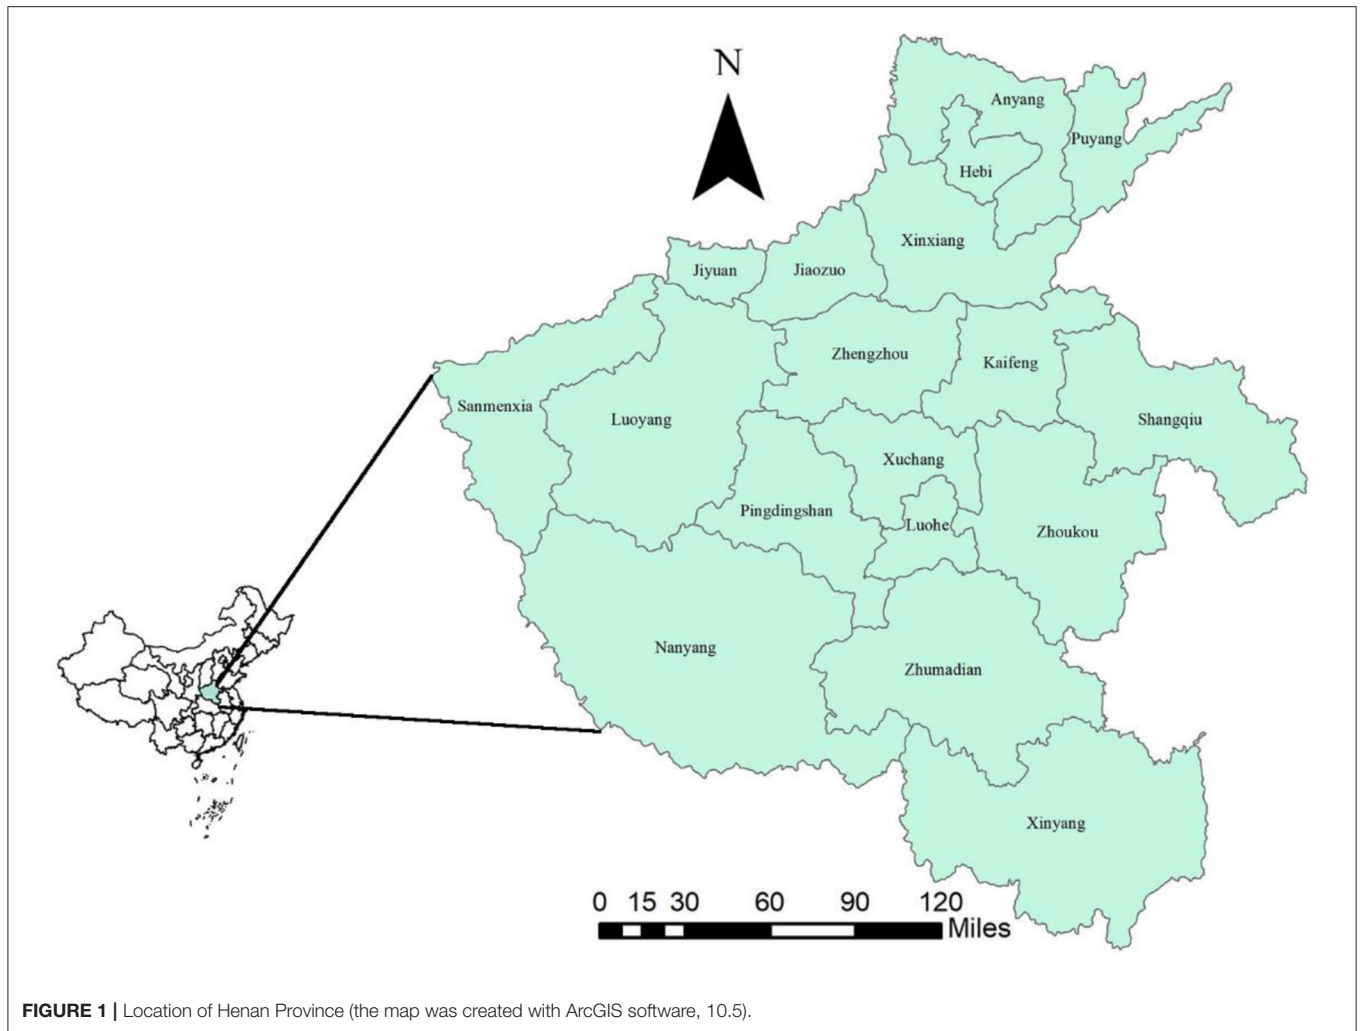 N
Anyang
Puyang
Hebi
Xinxiang
Jiyuan
Jiaozuo
Zhengzhou
Kaifeng
Sanmenxia
Luoyang
Shangqiu
Xuchang
Pingdingshan
Luohe
Zhoukou
Nanyang
Zhumadian
Xinyang
0 15 30 60 90 120
Miles
FIGURE 1 | Location of Henan Province (the map was created with ArcGIS software, 10.5).